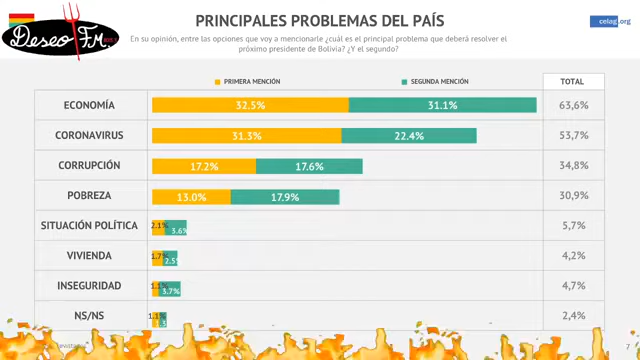 PRINCIPALES PROBLEMAS DEL PAÍS
celag.org
Deseo FM.
En su opinión, entre las opciones que voy a mencionarle ¿cuál es el principal problema que deberá resolver el
próximo presidente de Bolivia? ¿Y el segundo?
PRIMERA MENCIÓN SEGUNDA MENCIÓN TOTAL
ECONOMÍA 32.5% 31.1% 63,6%
CORONAVIRUS 31.3% 22.4% 53,7%
CORRUPCIÓN 17.2% 17.6% 34,8%
POBREZA 13.0% 17.9% 30,9%
SITUACIÓN POLÍTICA 2.1% 3.6% 5,7%
VIVIENDA 1.7% 2.5% 4,2%
INSEGURIDAD 1.1% 3.7% 4,7%
NS/NS 1.1% 2,4%
7